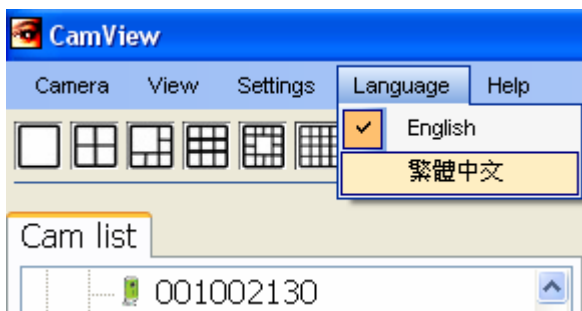 CamView
Camera View Settings Language Help
English
繁體中文
Cam list
001002130